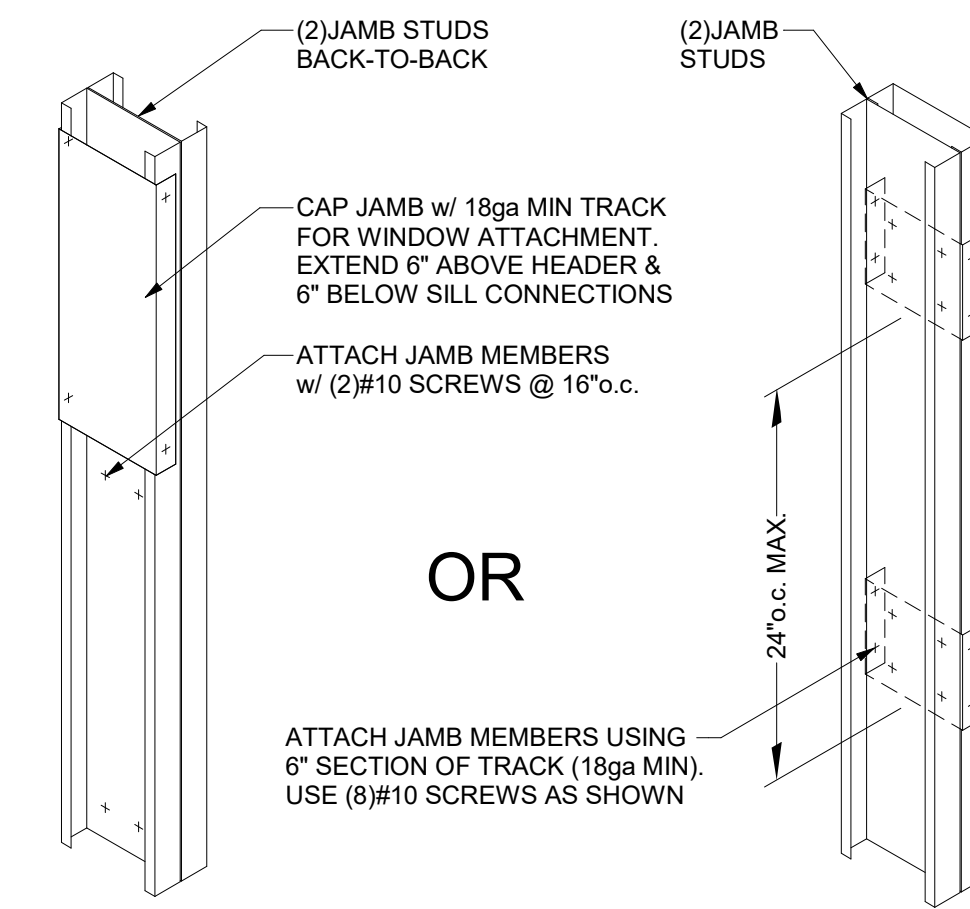 (2)JAMB STUDS
BACK-TO-BACK
(2)JAMB
STUDS
CAP JAMB w/ 18ga MIN TRACK
FOR WINDOW ATTACHMENT.
EXTEND 6" ABOVE HEADER &
6" BELOW SILL CONNECTIONS
ATTACH JAMB MEMBERS
w/ (2)#10 SCREWS @ 16"o.c.
OR
24"o.c. MAX.
ATTACH JAMB MEMBERS USING
6" SECTION OF TRACK (18ga MIN).
USE (8)#10 SCREWS AS SHOWN